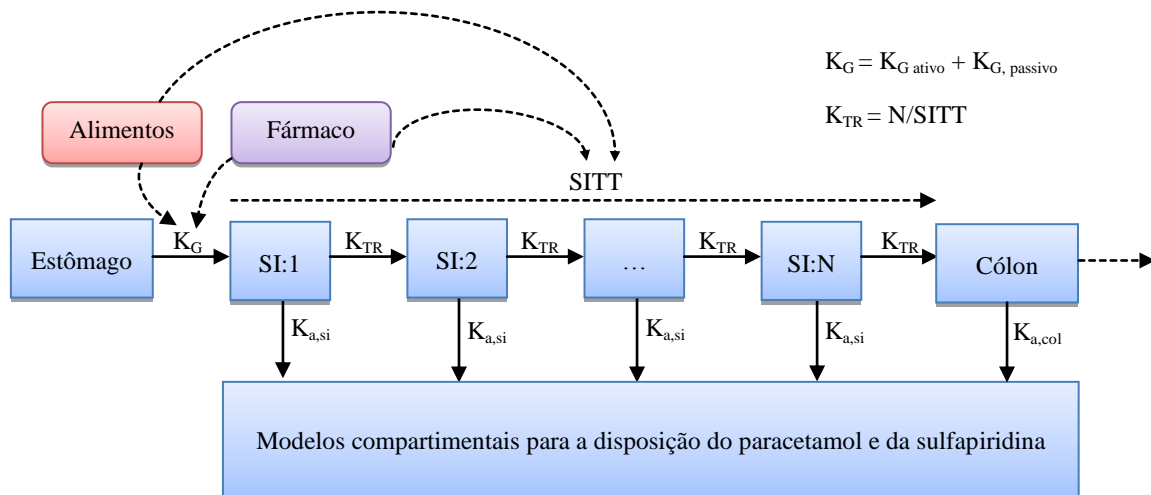 K_G = K_G ativo + K_G, passivo
Alimentos
Fármaco
K_TR = N/SITT
SITT
Estômago
K_G
SI:1
K_TR
SI:2
K_TR
…
K_TR
SI:N
K_TR
Cólon
K_a,si
K_a,si
K_a,si
K_a,si
K_a,col
Modelos compartimentais para a disposição do paracetamol e da sulfapiridina